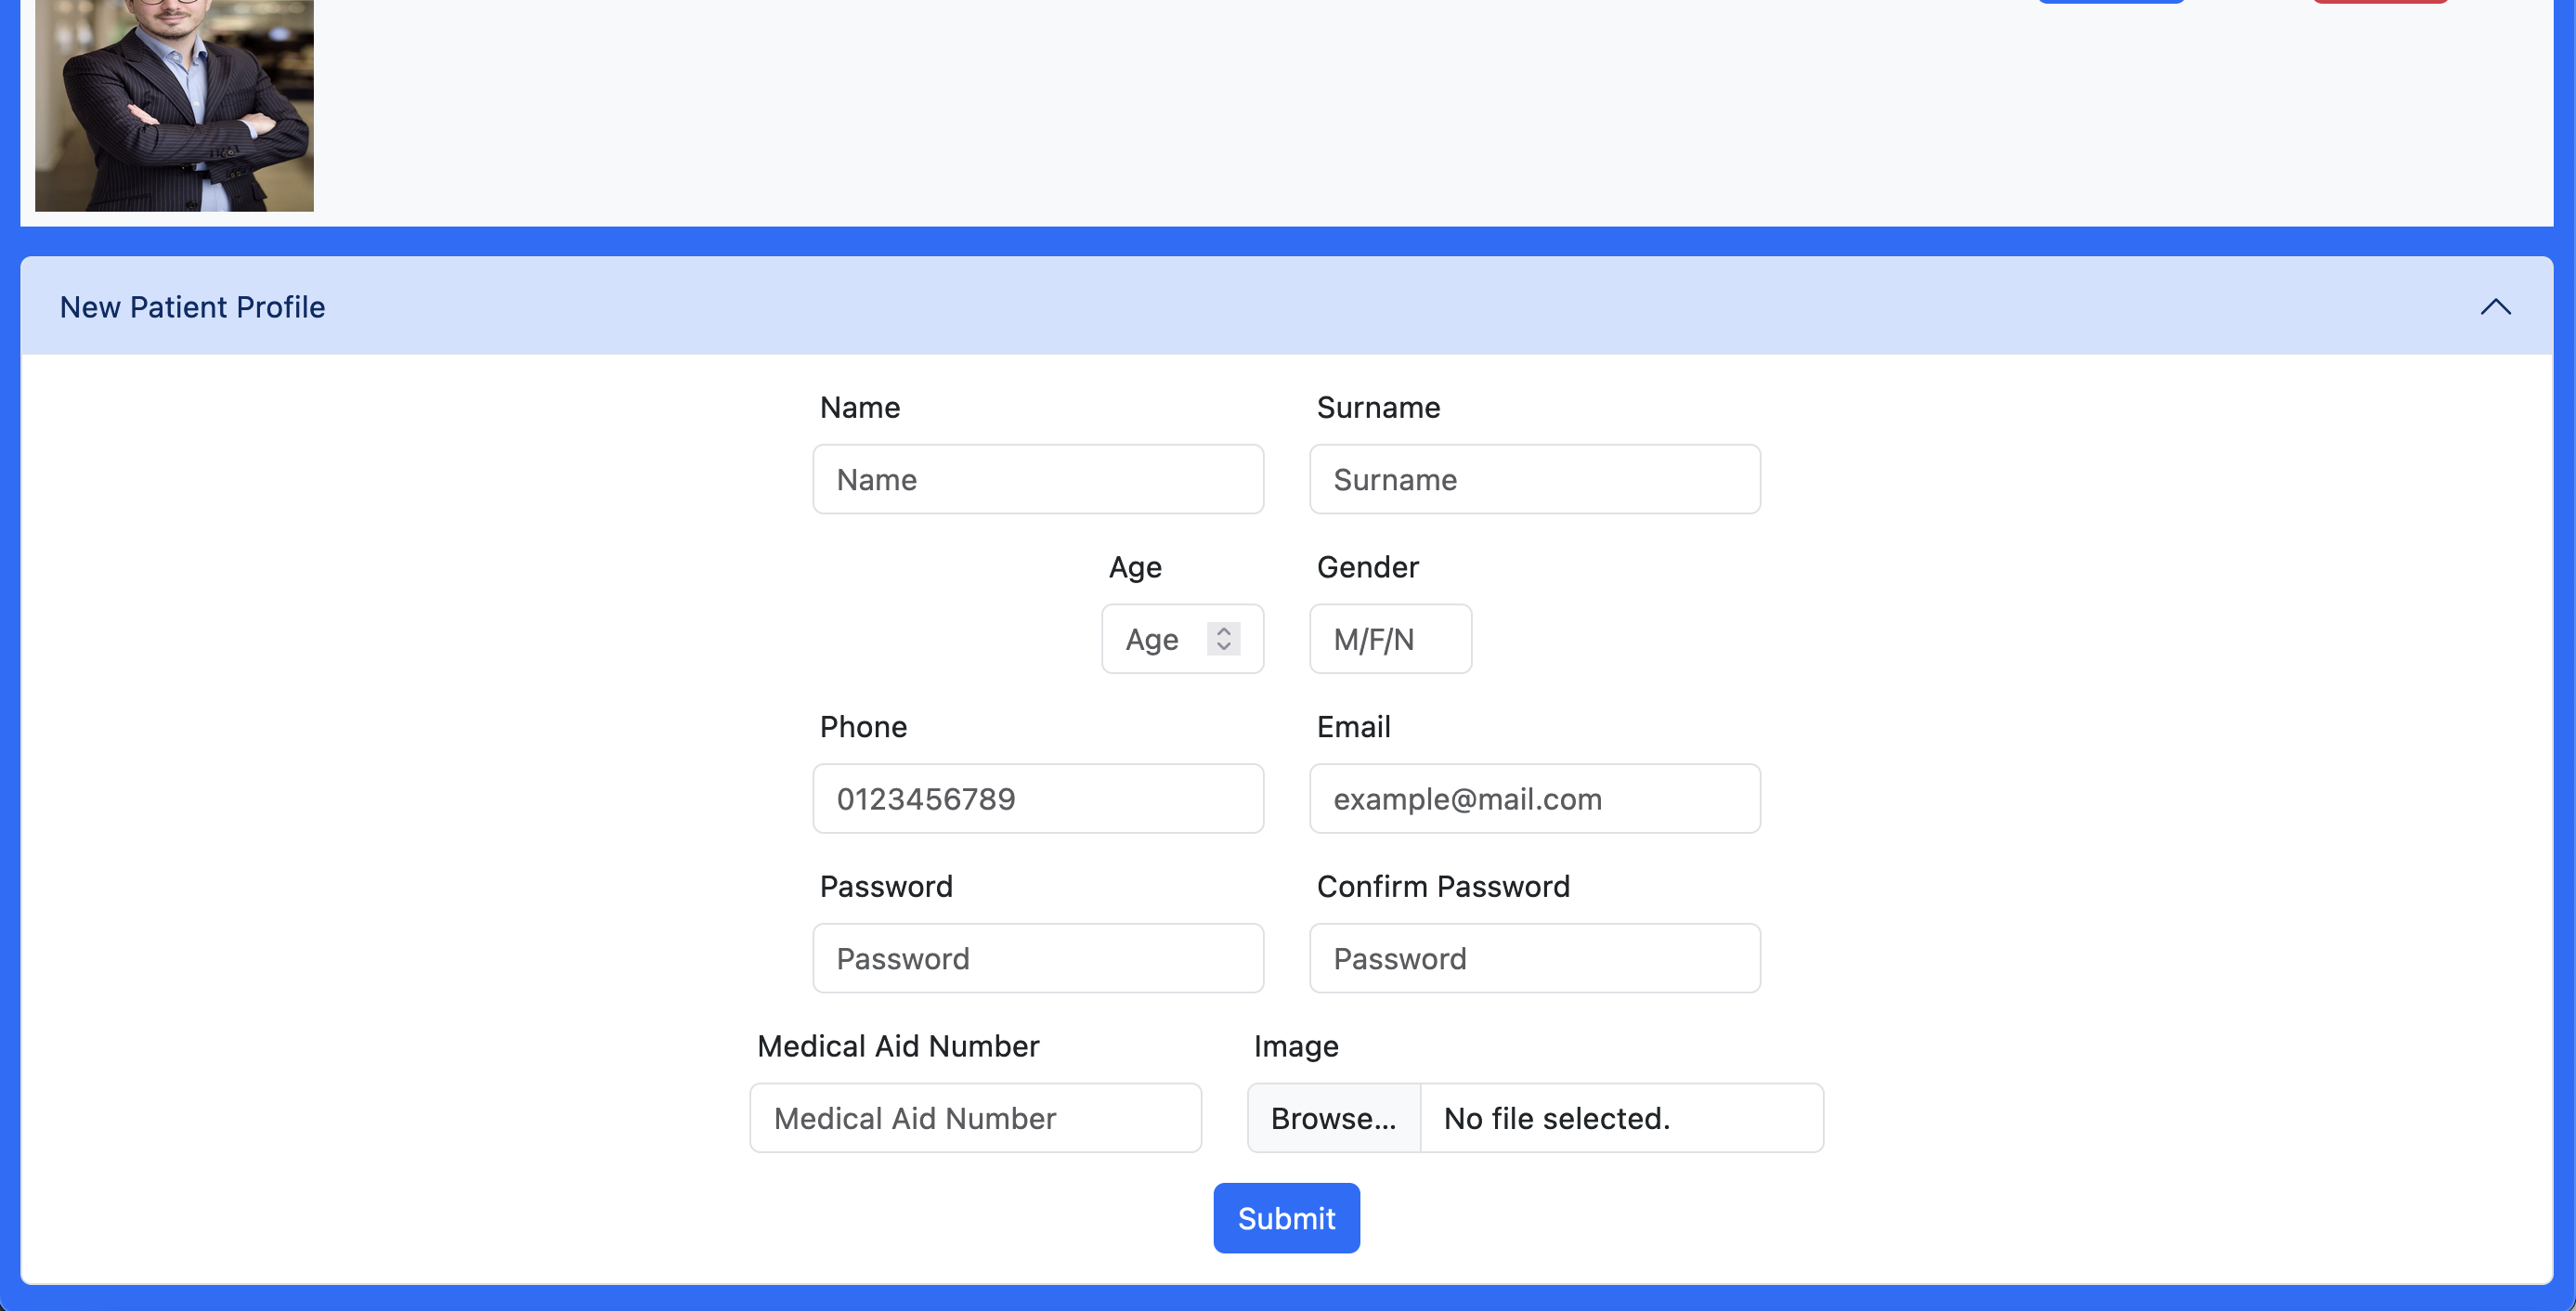 New Patient Profile
Name Surname
Name Surname
Age Gender
Age M/F/N
Phone Email
0123456789 example@mail.com
Password Confirm Password
Password Password
Medical Aid Number Image
Medical Aid Number Browse... No file selected.
Submit